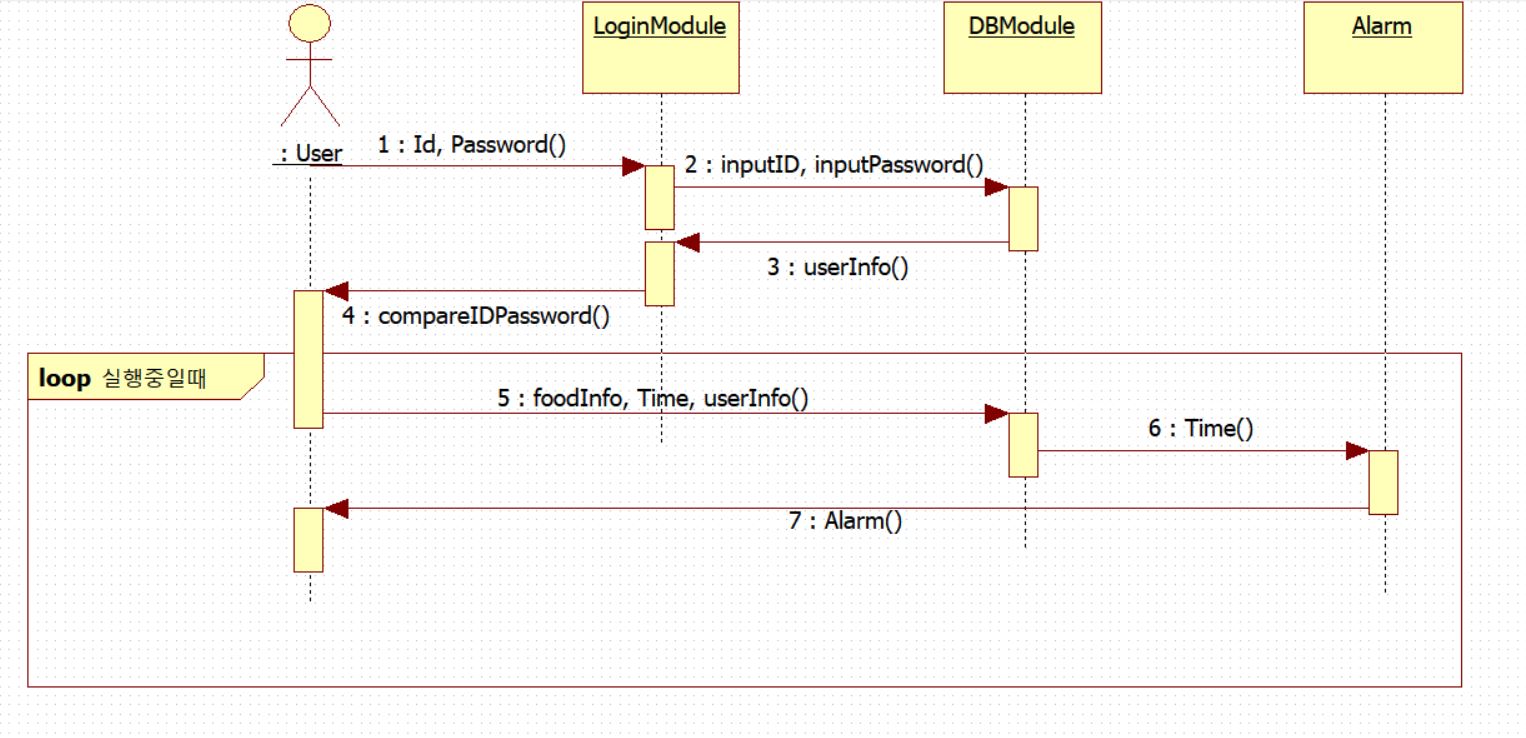 LoginModule
DBModule
Alarm
: User
1 : Id, Password()
2 : inputID, inputPassword()
3 : userInfo()
4 : compareIDPassword()
loop 실행중일때
5 : foodInfo, Time, userInfo()
6 : Time()
7 : Alarm()